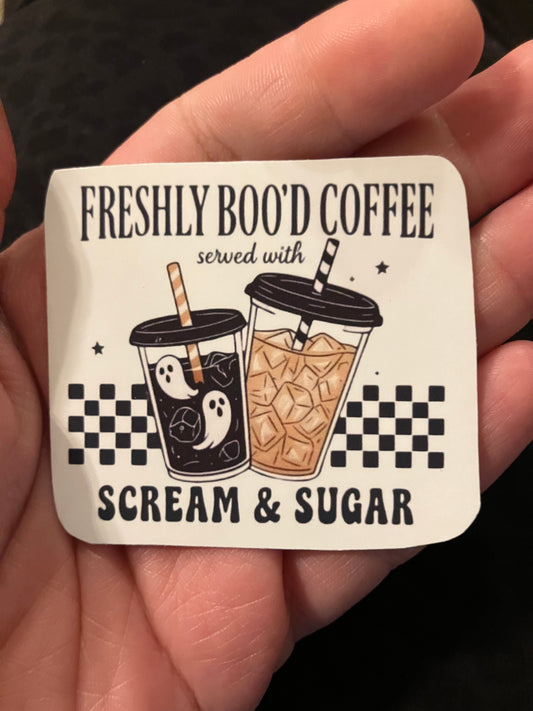 FRESHLY BOO'D COFFEE
served with
SCREAM & SUGAR